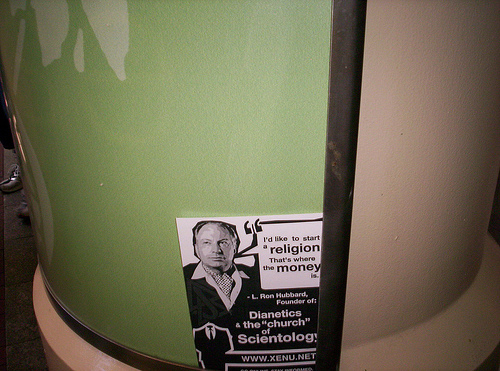 "I'd like to start
a religion
That's where
the money
is.
- L. Ron Hubbard,
Founder of:
Dianetics
& the "church"
of
Scientology
WWW.XENU.NET